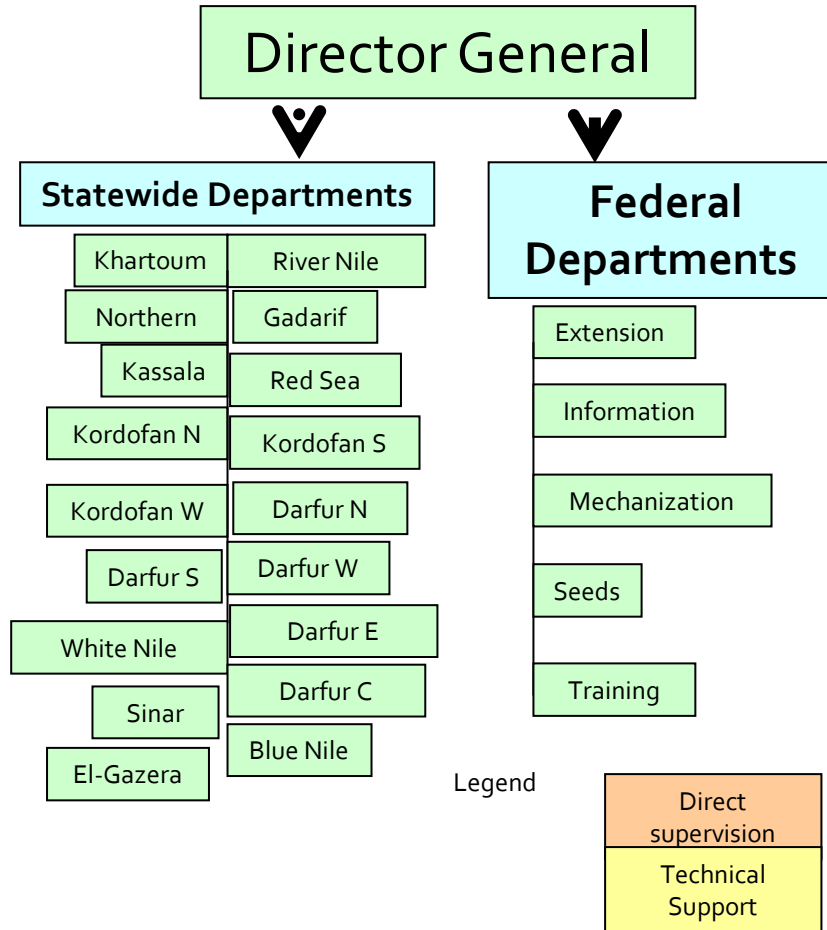 Director General
Statewide Departments
Federal
Departments
Khartoum
River Nile
Northern
Gadarif
Kassala
Red Sea
Kordofan N
Kordofan S
Kordofan W
Darfur N
Darfur S
Darfur W
White Nile
Darfur E
Sinar
Darfur C
El-Gazera
Blue Nile
Extension
Information
Mechanization
Seeds
Training
Legend
Direct
supervision
Technical
Support